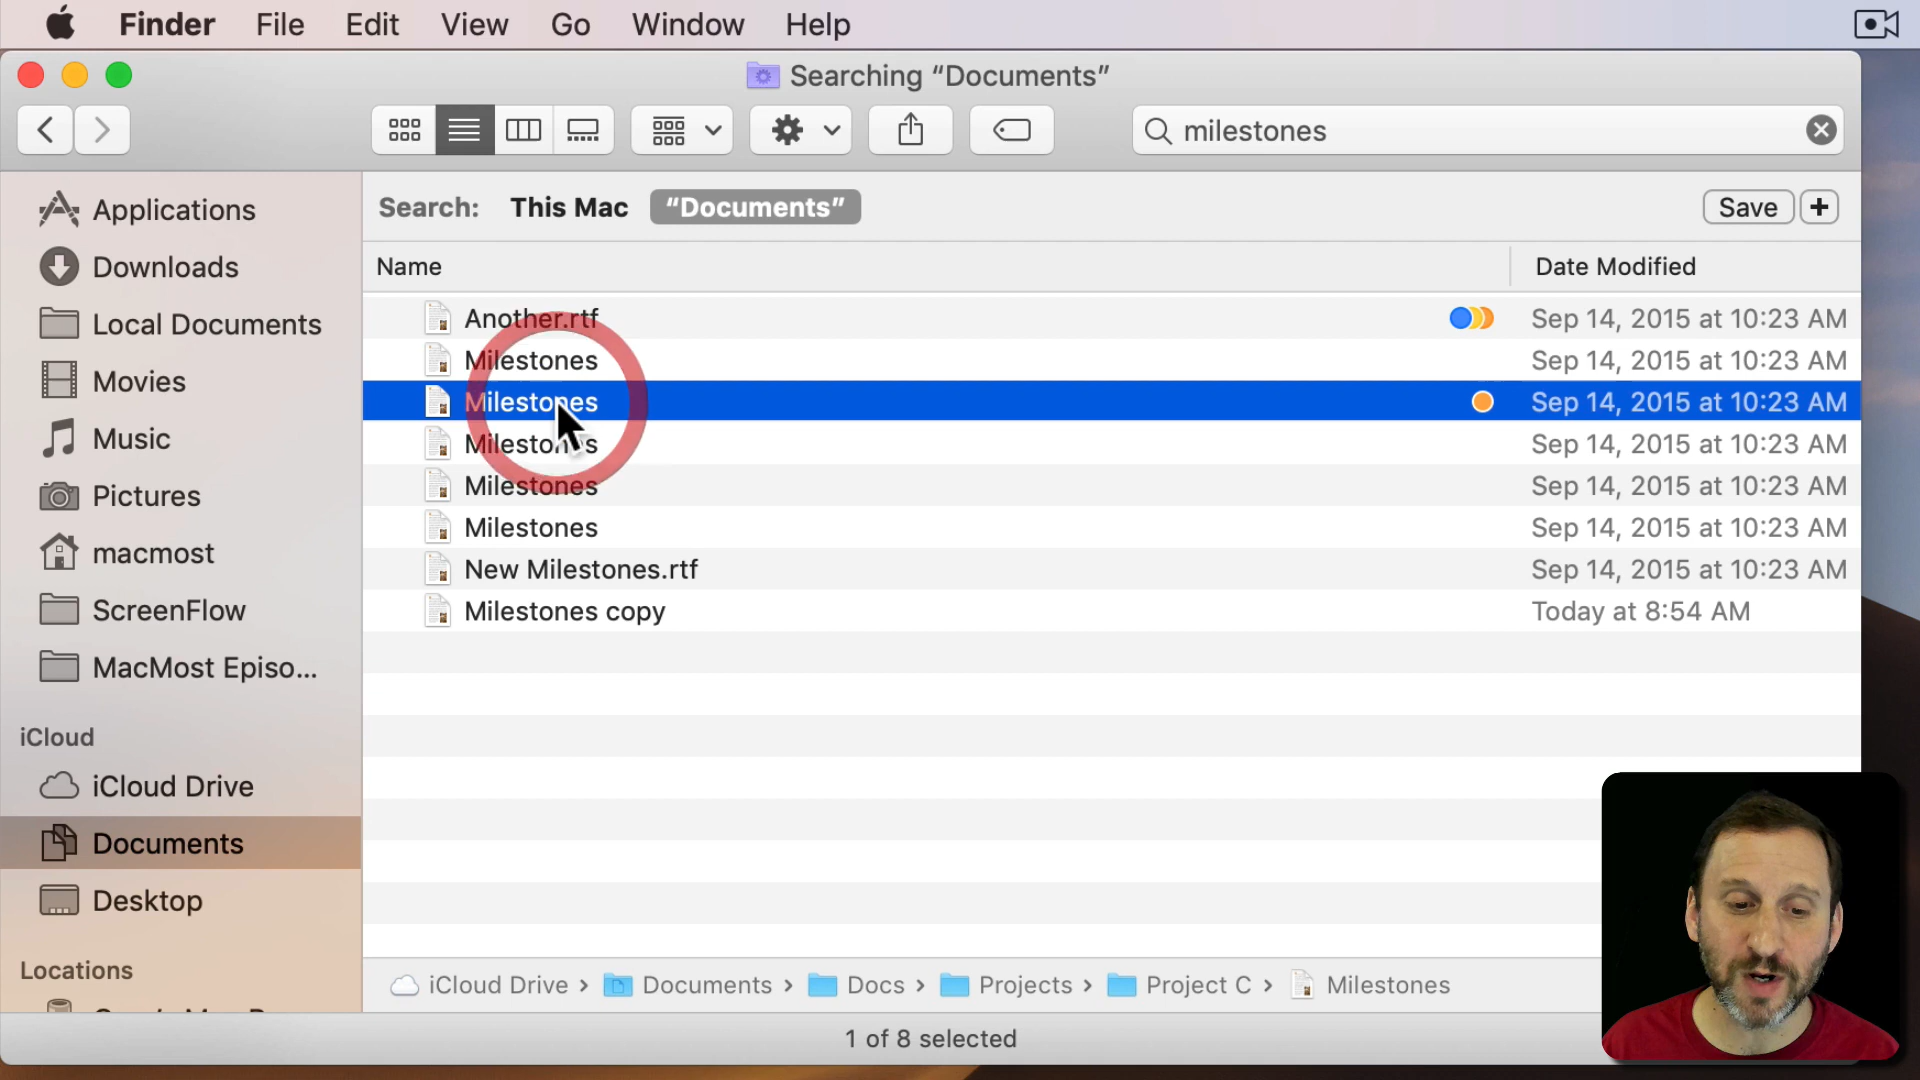 Finder File Edit View Go Window Help
Searching “Documents”
milestones
Applications
Downloads
Local Documents
Movies
Music
Pictures
macmost
ScreenFlow
MacMost Episo...
iCloud
iCloud Drive
Documents
Desktop
Locations
Search: This Mac “Documents” Save +
Name Date Modified
Another.rtf Sep 14, 2015 at 10:23 AM
Milestones Sep 14, 2015 at 10:23 AM
Milestones Sep 14, 2015 at 10:23 AM
Milestones Sep 14, 2015 at 10:23 AM
Milestones Sep 14, 2015 at 10:23 AM
Milestones Sep 14, 2015 at 10:23 AM
New Milestones.rtf Sep 14, 2015 at 10:23 AM
Milestones copy Today at 8:54 AM
iCloud Drive › Documents › Docs › Projects › Project C › Milestones
1 of 8 selected